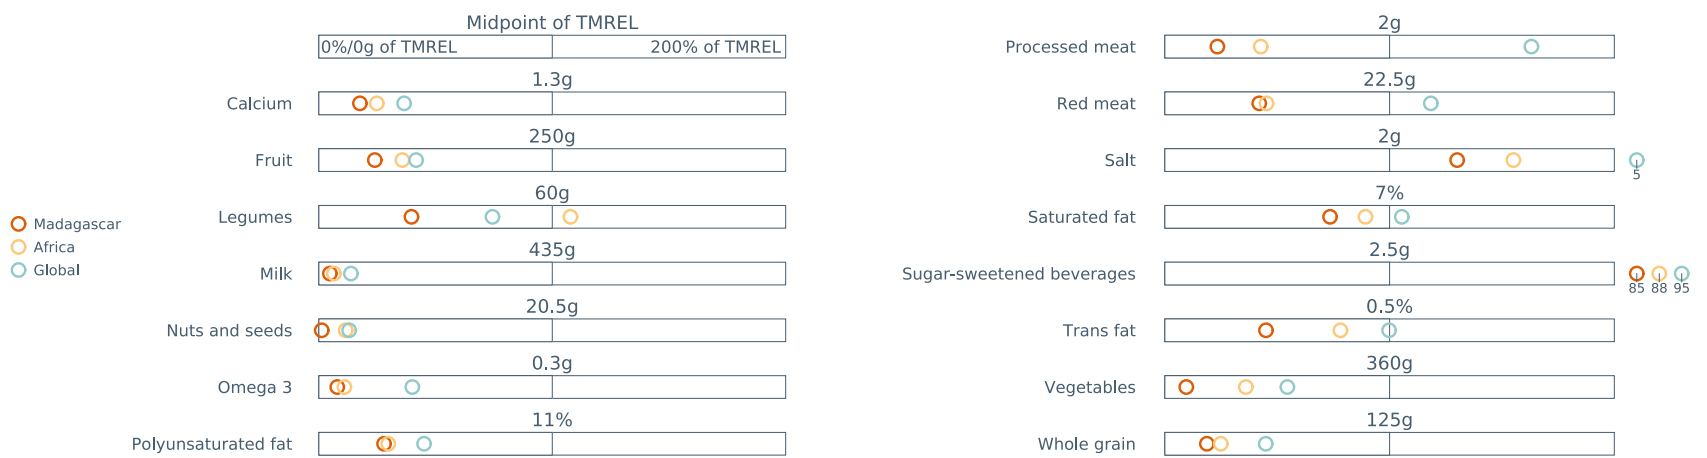 Midpoint of TMREL
0%/0g of TMREL 200% of TMREL
1.3g
Calcium
250g
Fruit
60g
Legumes
435g
Milk
20.5g
Nuts and seeds
0.3g
Omega 3
11%
Polyunsaturated fat
Madagascar
Africa
Global
2g
Processed meat
22.5g
Red meat
2g
Salt
5
7%
Saturated fat
2.5g
Sugar-sweetened beverages
85 88 95
0.5%
Trans fat
360g
Vegetables
125g
Whole grain